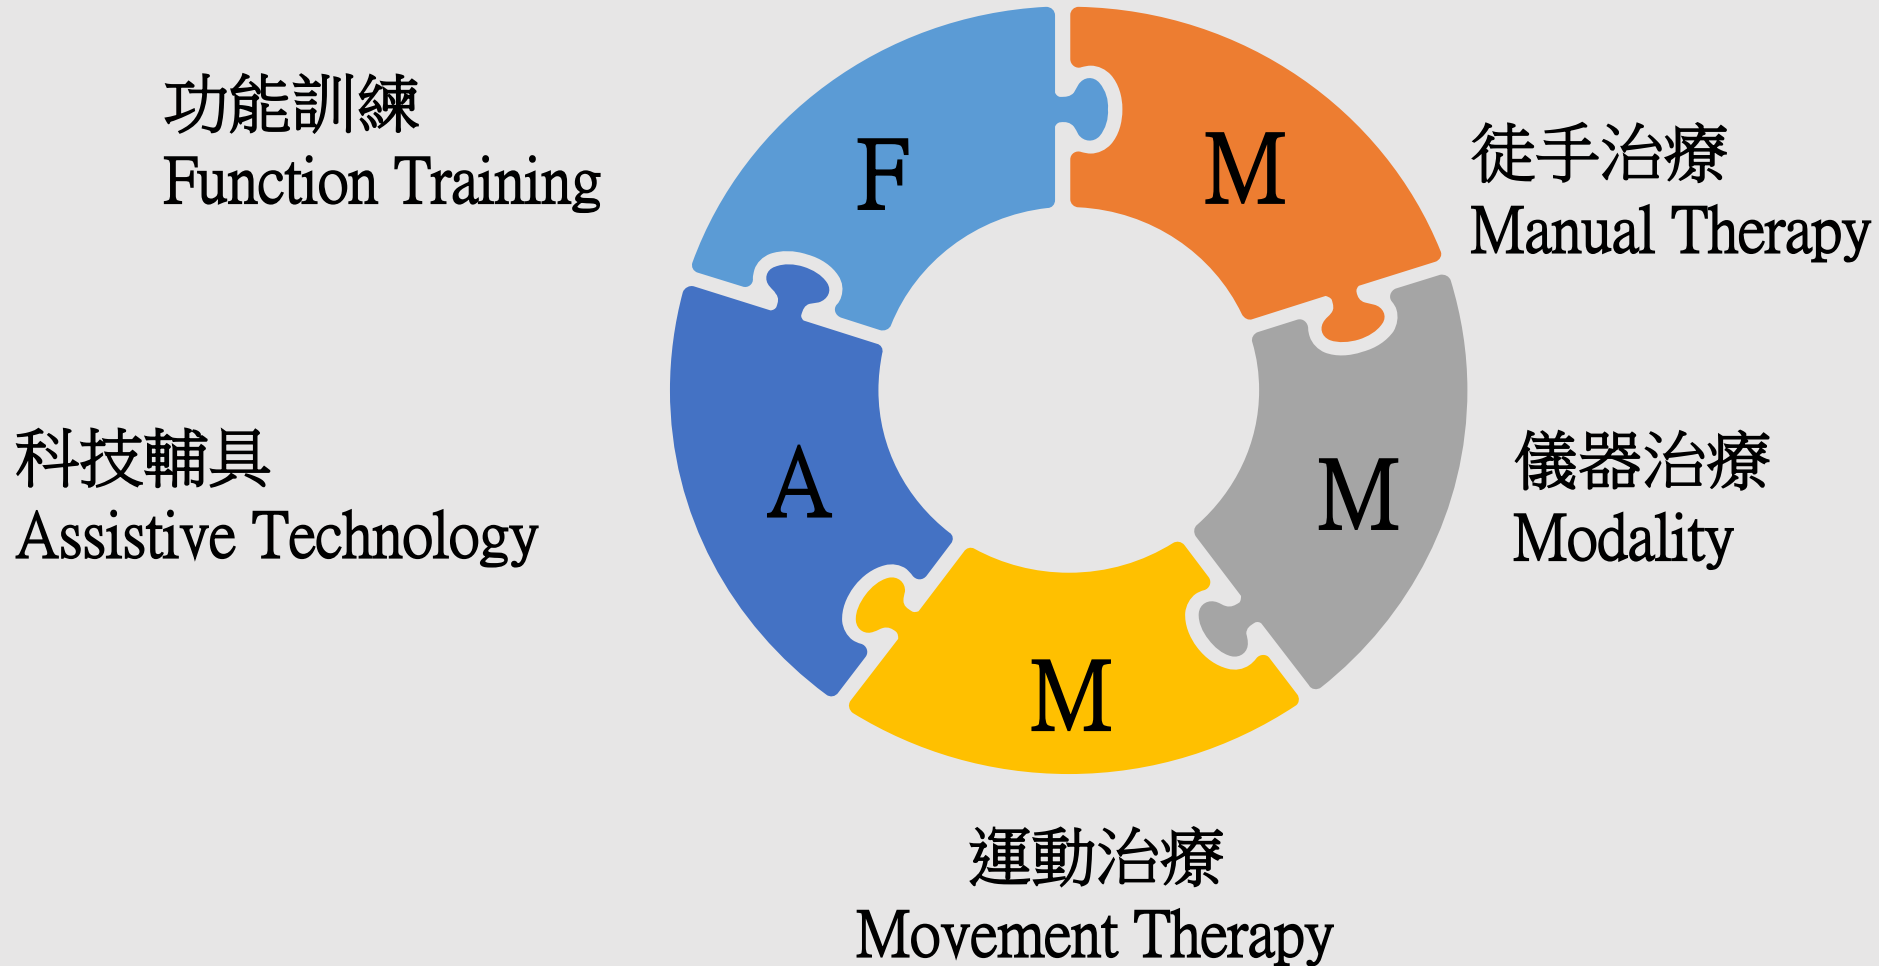 功能訓練
Function Training
F
M
徒手治療
Manual Therapy
科技輔具
Assistive Technology
A
M
儀器治療
Modality
M
運動治療
Movement Therapy